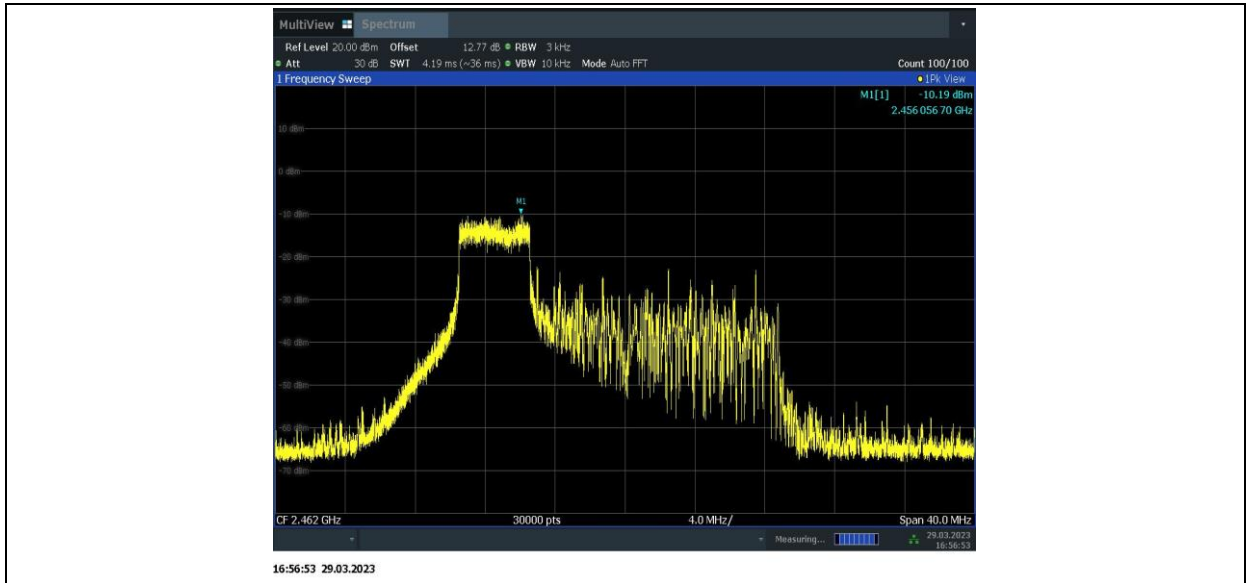 MultiView Spectrum
Ref Level 20.00 dBm Offset 12.77 dB RBW 3 kHz
Att 30 dB SWT 4.19 ms (~36 ms) VBW 10 kHz Mode Auto FFT Count 100/100
1 Frequency Sweep 1Pk View
M1[1] -10.19 dBm
2.456 056 70 GHz
10 dBm
0 dBm
M1
-10 dBm
-20 dBm
-30 dBm
-40 dBm
-50 dBm
-60 dBm
-70 dBm
CF 2.462 GHz 30000 pts 4.0 MHz/ Span 40.0 MHz
Measuring... 29.03.2023
16:56:53
16:56:53 29.03.2023